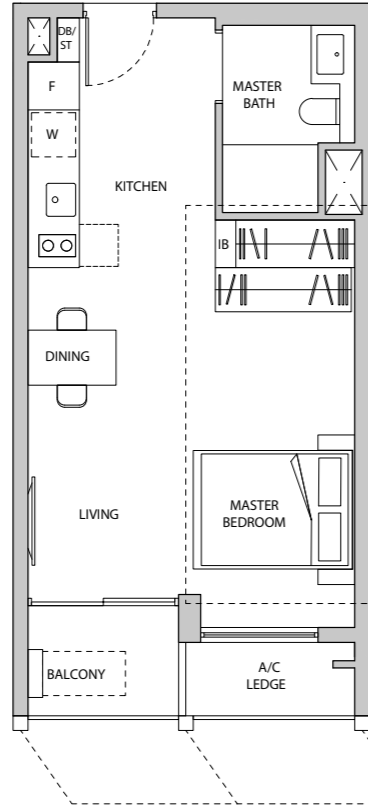 DB/
ST
F
MASTER
BATH
W
KITCHEN
IB
DINING
LIVING
MASTER
BEDROOM
BALCONY
A/C
LEDGE